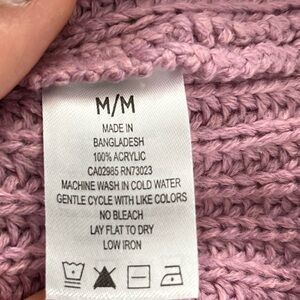 M/M
MADE IN
BANGLADESH
100% ACRYLIC
CA02985 RN73023
MACHINE WASH IN COLD WATER
GENTLE CYCLE WITH LIKE COLORS
NO BLEACH
LAY FLAT TO DRY
LOW IRON